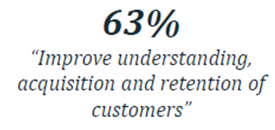 63%
“Improve understanding,
acquisition and retention of
customers”